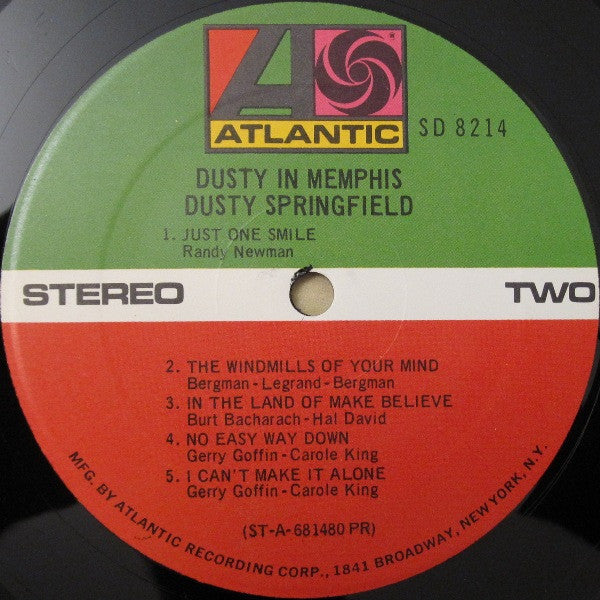 ATLANTIC
SD 8214
DUSTY IN MEMPHIS
DUSTY SPRINGFIELD
1. JUST ONE SMILE
Randy Newman
STEREO
TWO
2. THE WINDMILLS OF YOUR MIND
Bergman - Legrand - Bergman
3. IN THE LAND OF MAKE BELIEVE
Burt Bacharach - Hal David
4. NO EASY WAY DOWN
Gerry Goffin - Carole King
5. I CAN'T MAKE IT ALONE
Gerry Goffin - Carole King
(ST-A-681480 PR)
MFG. BY ATLANTIC RECORDING CORP., 1841 BROADWAY, NEW YORK, N.Y.